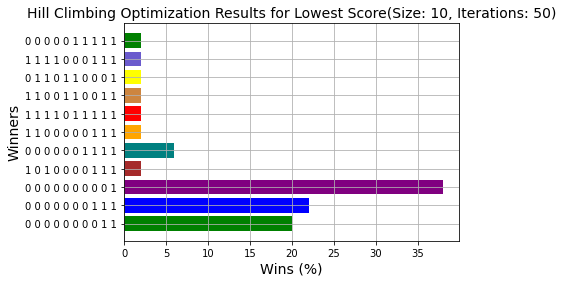 Hill Climbing Optimization Results for Lowest Score(Size: 10, Iterations: 50)
Winners
0 0 0 0 0 1 1 1 1 1
1 1 1 1 0 0 0 1 1 1
0 1 1 0 1 1 0 0 0 1
1 1 0 0 1 1 0 0 1 1
1 1 1 1 0 1 1 1 1 1
1 1 0 0 0 0 0 1 1 1
0 0 0 0 0 0 1 1 1 1
1 0 1 0 0 0 0 1 1 1
0 0 0 0 0 0 0 0 0 1
0 0 0 0 0 0 0 1 1 1
0 0 0 0 0 0 0 0 1 1
0 5 10 15 20 25 30 35
Wins (%)